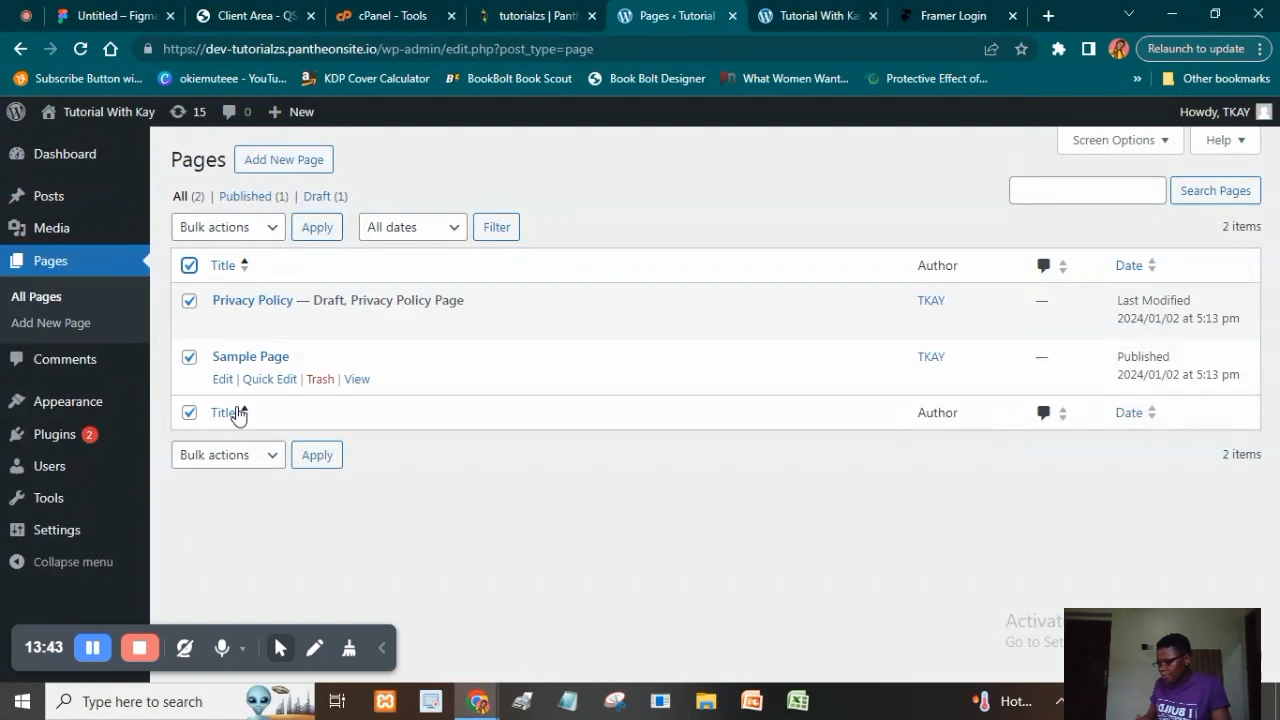 Untitled – Figma
Client Area - QS
cPanel - Tools
tutorialzs | Panth
Pages ‹ Tutorial
Tutorial With Ka
Framer Login
https://dev-tutorialzs.pantheonsite.io/wp-admin/edit.php?post_type=page
Relaunch to update
Subscribe Button wi...
okiemuteee - YouTu...
KDP Cover Calculator
BookBolt Book Scout
Book Bolt Designer
What Women Want...
Protective Effect of...
»
Other bookmarks
Tutorial With Kay
15
0
New
Howdy, TKAY
Dashboard
Posts
Media
Pages
All Pages
Add New Page
Comments
Appearance
Plugins 2
Users
Tools
Settings
Collapse menu
Pages
Add New Page
Screen Options
Help
All (2) | Published (1) | Draft (1)
Search Pages
Bulk actions
Apply
All dates
Filter
2 items
Title
Author
Date
Privacy Policy — Draft, Privacy Policy Page
TKAY
—
Last Modified
2024/01/02 at 5:13 pm
Sample Page
TKAY
—
Published
2024/01/02 at 5:13 pm
Edit | Quick Edit | Trash | View
Title
Author
Date
Bulk actions
Apply
2 items
Activat
Go to Set
13:43
I BUILD
Type here to search
Hot...